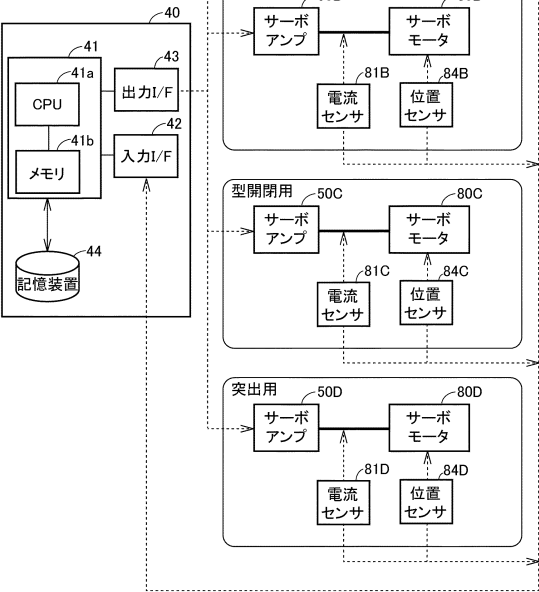 40
41
41a
CPU
41b
メモリ
43
出力I/F
42
入力I/F
44
記憶装置
サーボ
アンプ
サーボ
モータ
81B
電流
センサ
84B
位置
センサ
型開閉用
50C
サーボ
アンプ
80C
サーボ
モータ
81C
電流
センサ
84C
位置
センサ
突出用
50D
サーボ
アンプ
80D
サーボ
モータ
81D
電流
センサ
84D
位置
センサ